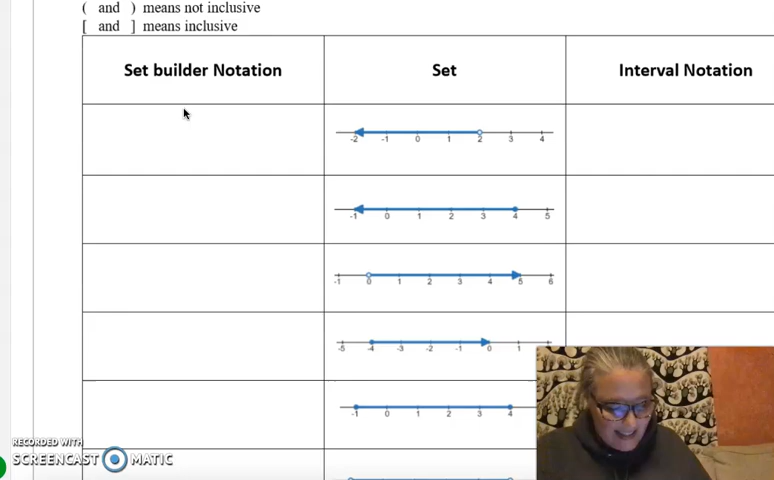 ( and ) means not inclusive
[ and ] means inclusive
Set builder Notation Set Interval Notation
-2 -1 0 1 2 3 4
-1 0 1 2 3 4 5
-1 0 1 2 3 4 5 6
-5 -4 -3 -2 -1 0 1
-1 0 1 2 3 4
RECORDED WITH
SCREENCAST MATIC